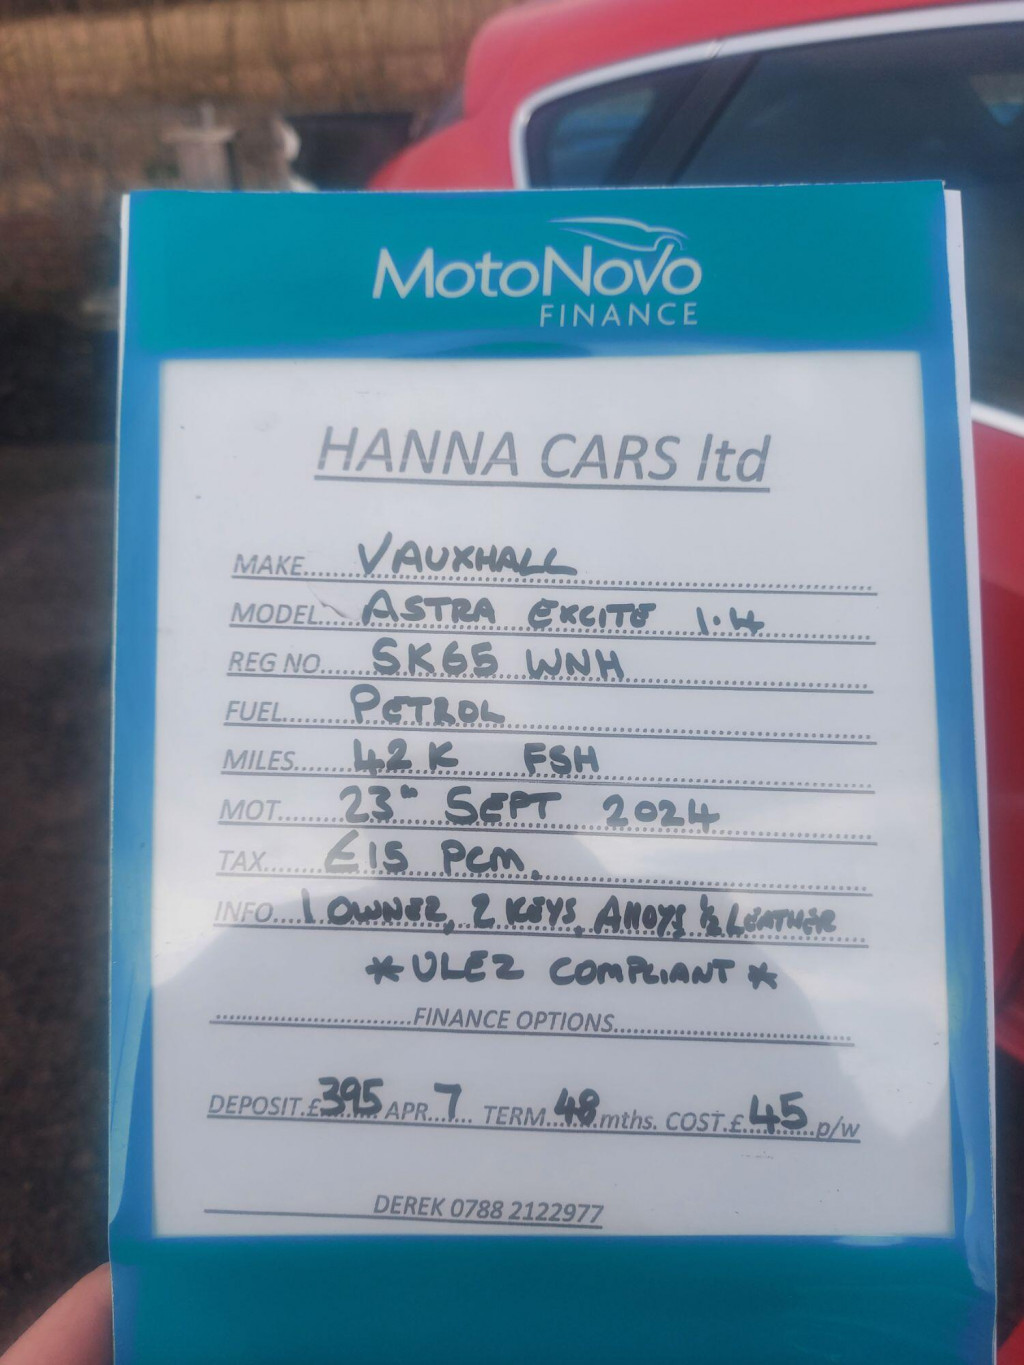 MotoNovo
FINANCE
HANNA CARS ltd
MAKE......VAUXHALL
MODEL....ASTRA EXCITE 1.4
REG NO......SK65 WNH
FUEL......PETROL
MILES......42K FSH
MOT......23RD SEPT 2024
TAX......£15 PCM.
INFO...1 OWNER, 2 KEYS, ALLOYS ½ LEATHER
*ULEZ COMPLIANT*
......FINANCE OPTIONS......
DEPOSIT.£395 APR..7.... TERM...48mths. COST.£45......p/w
DEREK 0788 2122977